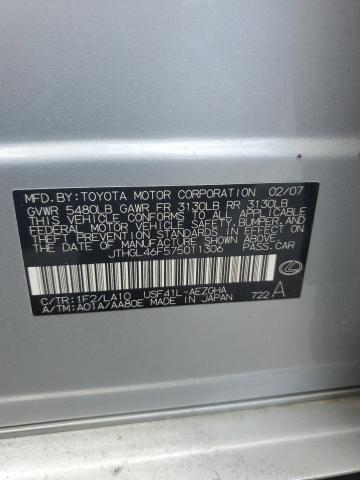 MFD.BY:TOYOTA MOTOR CORPORATION 02/07
GVWR 5480LB GAWR FR 3130LB RR 3130LB
THIS VEHICLE CONFORMS TO ALL APPLICABLE
FEDERAL MOTOR VEHICLE SAFETY, BUMPER, AND
THEFT PREVENTION STANDARDS IN EFFECT ON
THE DATE OF MANUFACTURE SHOWN ABOVE.
JTHGL46F575011306 PASS.CAR
C/TR:1F2/LA10 USF41L-AEZGHA
A/TM:A01A/AA80E MADE IN JAPAN 722 A